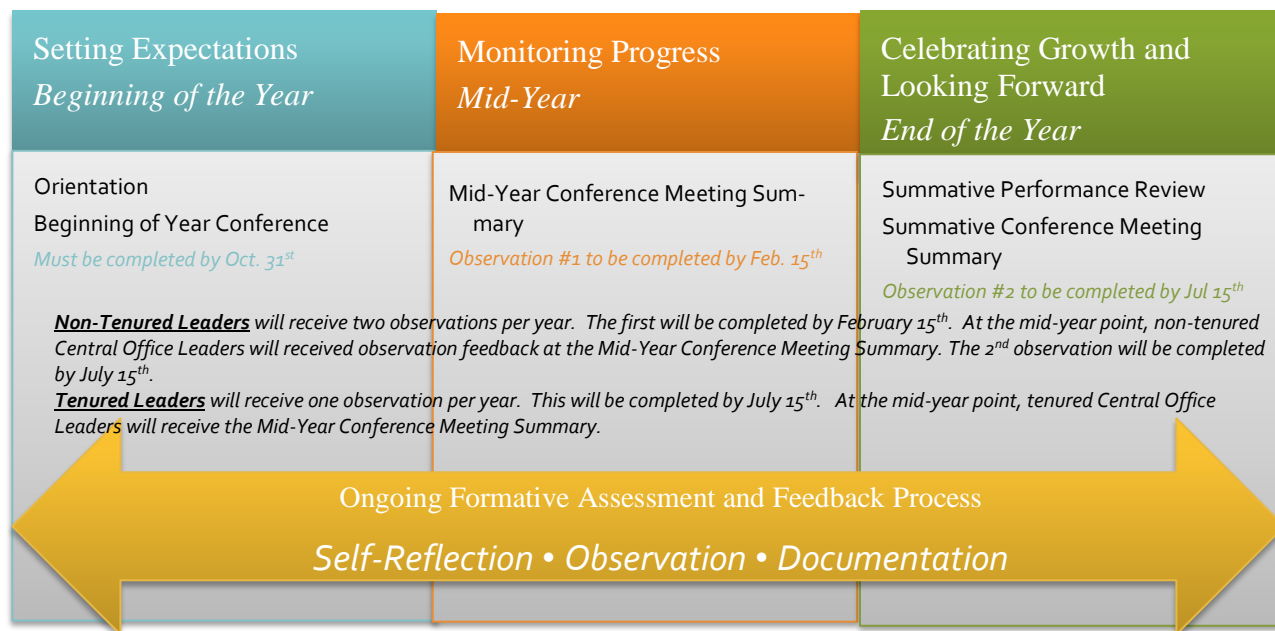 Setting Expectations
Beginning of the Year
Monitoring Progress
Mid-Year
Celebrating Growth and
Looking Forward
End of the Year
Orientation
Beginning of Year Conference
Must be completed by Oct. 31st
Mid-Year Conference Meeting Sum-
mary
Observation #1 to be completed by Feb. 15th
Summative Performance Review
Summative Conference Meeting
Summary
Observation #2 to be completed by Jul 15th
Non-Tenured Leaders will receive two observations per year. The first will be completed by February 15th. At the mid-year point, non-tenured
Central Office Leaders will received observation feedback at the Mid-Year Conference Meeting Summary. The 2nd observation will be completed
by July 15th.
Tenured Leaders will receive one observation per year. This will be completed by July 15th. At the mid-year point, tenured Central Office
Leaders will receive the Mid-Year Conference Meeting Summary.
Ongoing Formative Assessment and Feedback Process
Self-Reflection • Observation • Documentation